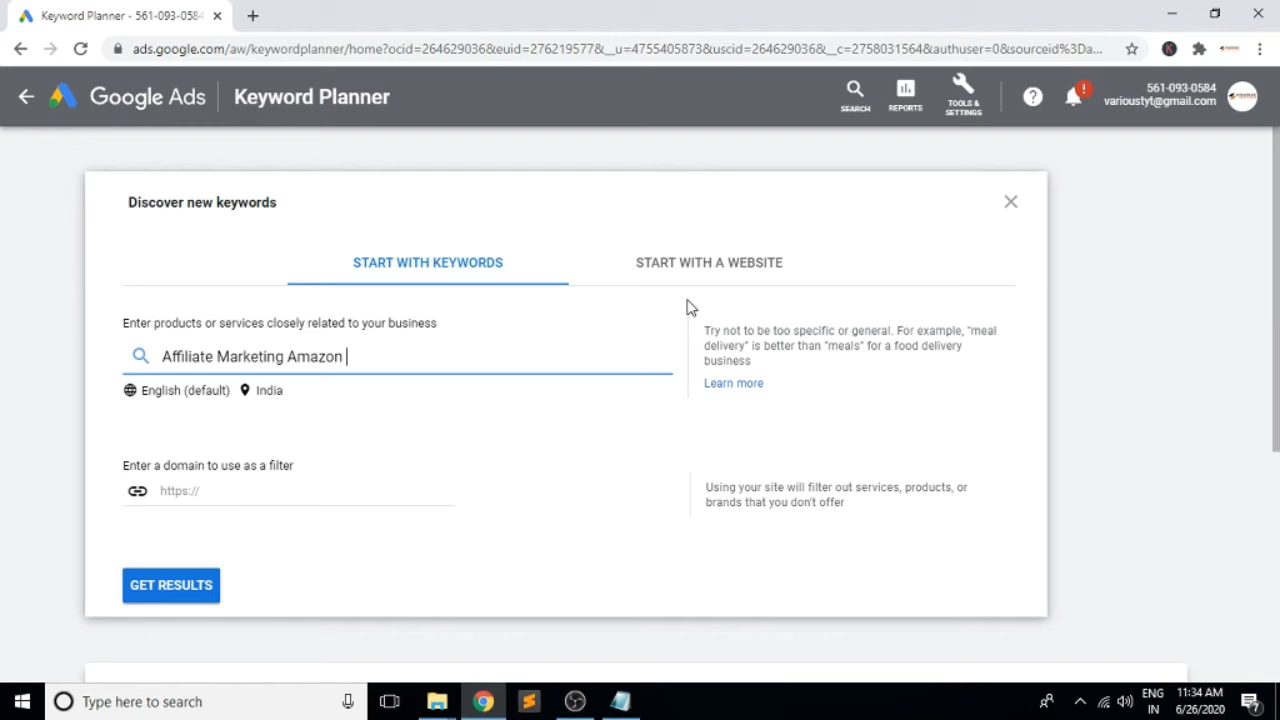 Keyword Planner - 561-093-0584
ads.google.com/aw/keywordplanner/home?ocid=264629036&euid=276219577&__u=4755405873&uscid=264629036&__c=2758031564&authuser=0&sourceid%3Da...
Google Ads
Keyword Planner
SEARCH
REPORTS
TOOLS &
SETTINGS
561-093-0584
varioustyt@gmail.com
Discover new keywords
START WITH KEYWORDS
START WITH A WEBSITE
Enter products or services closely related to your business
Affiliate Marketing Amazon
English (default)
India
Try not to be too specific or general. For example, "meal
delivery" is better than "meals" for a food delivery
business
Learn more
Enter a domain to use as a filter
https://
Using your site will filter out services, products, or
brands that you don't offer
GET RESULTS
Type here to search
ENG
IN
11:34 AM
6/26/2020
7